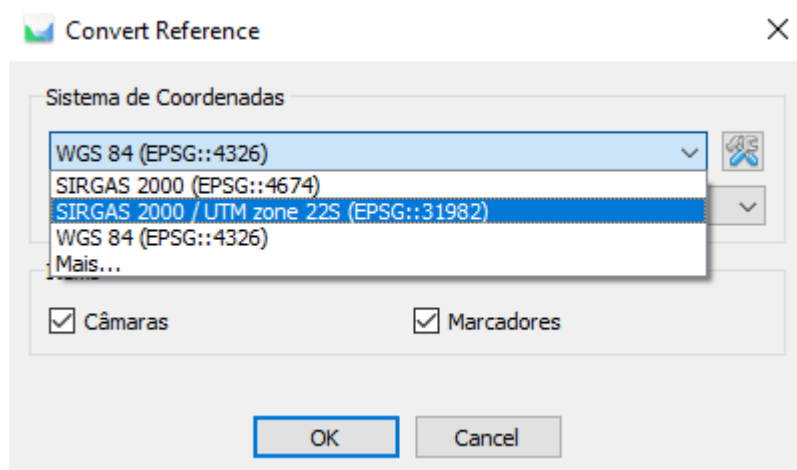 Convert Reference
Sistema de Coordenadas
WGS 84 (EPSG::4326)
SIRGAS 2000 (EPSG::4674)
SIRGAS 2000 / UTM zone 22S (EPSG::31982)
WGS 84 (EPSG::4326)
Mais...
Câmaras
Marcadores
OK
Cancel